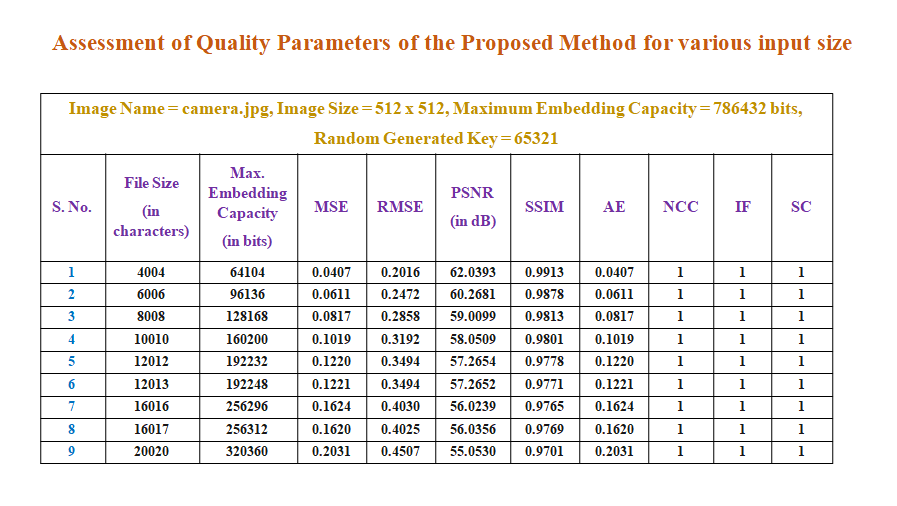 Assessment of Quality Parameters of the Proposed Method for various input size
Image Name = camera.jpg, Image Size = 512 x 512, Maximum Embedding Capacity = 786432 bits,
Random Generated Key = 65321
S. No. File Size (in characters) Max. Embedding Capacity (in bits) MSE RMSE PSNR (in dB) SSIM AE NCC IF SC
1 4004 64104 0.0407 0.2016 62.0393 0.9913 0.0407 1 1 1
2 6006 96136 0.0611 0.2472 60.2681 0.9878 0.0611 1 1 1
3 8008 128168 0.0817 0.2858 59.0099 0.9813 0.0817 1 1 1
4 10010 160200 0.1019 0.3192 58.0509 0.9801 0.1019 1 1 1
5 12012 192232 0.1220 0.3494 57.2654 0.9778 0.1220 1 1 1
6 12013 192248 0.1221 0.3494 57.2652 0.9771 0.1221 1 1 1
7 16016 256296 0.1624 0.4030 56.0239 0.9765 0.1624 1 1 1
8 16017 256312 0.1620 0.4025 56.0356 0.9769 0.1620 1 1 1
9 20020 320360 0.2031 0.4507 55.0530 0.9701 0.2031 1 1 1